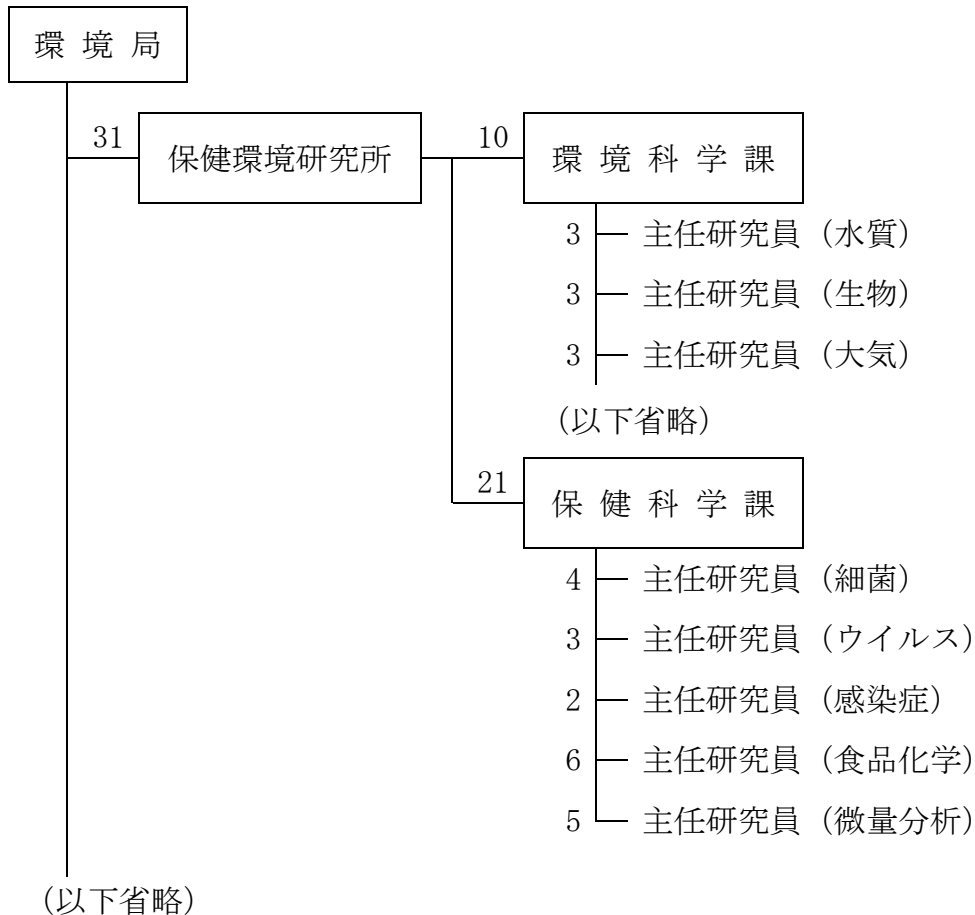 環境局
31 保健環境研究所
10 環境科学課
3 主任研究員（水質）
3 主任研究員（生物）
3 主任研究員（大気）
（以下省略）
21 保健科学課
4 主任研究員（細菌）
3 主任研究員（ウイルス）
2 主任研究員（感染症）
6 主任研究員（食品化学）
5 主任研究員（微量分析）
（以下省略）